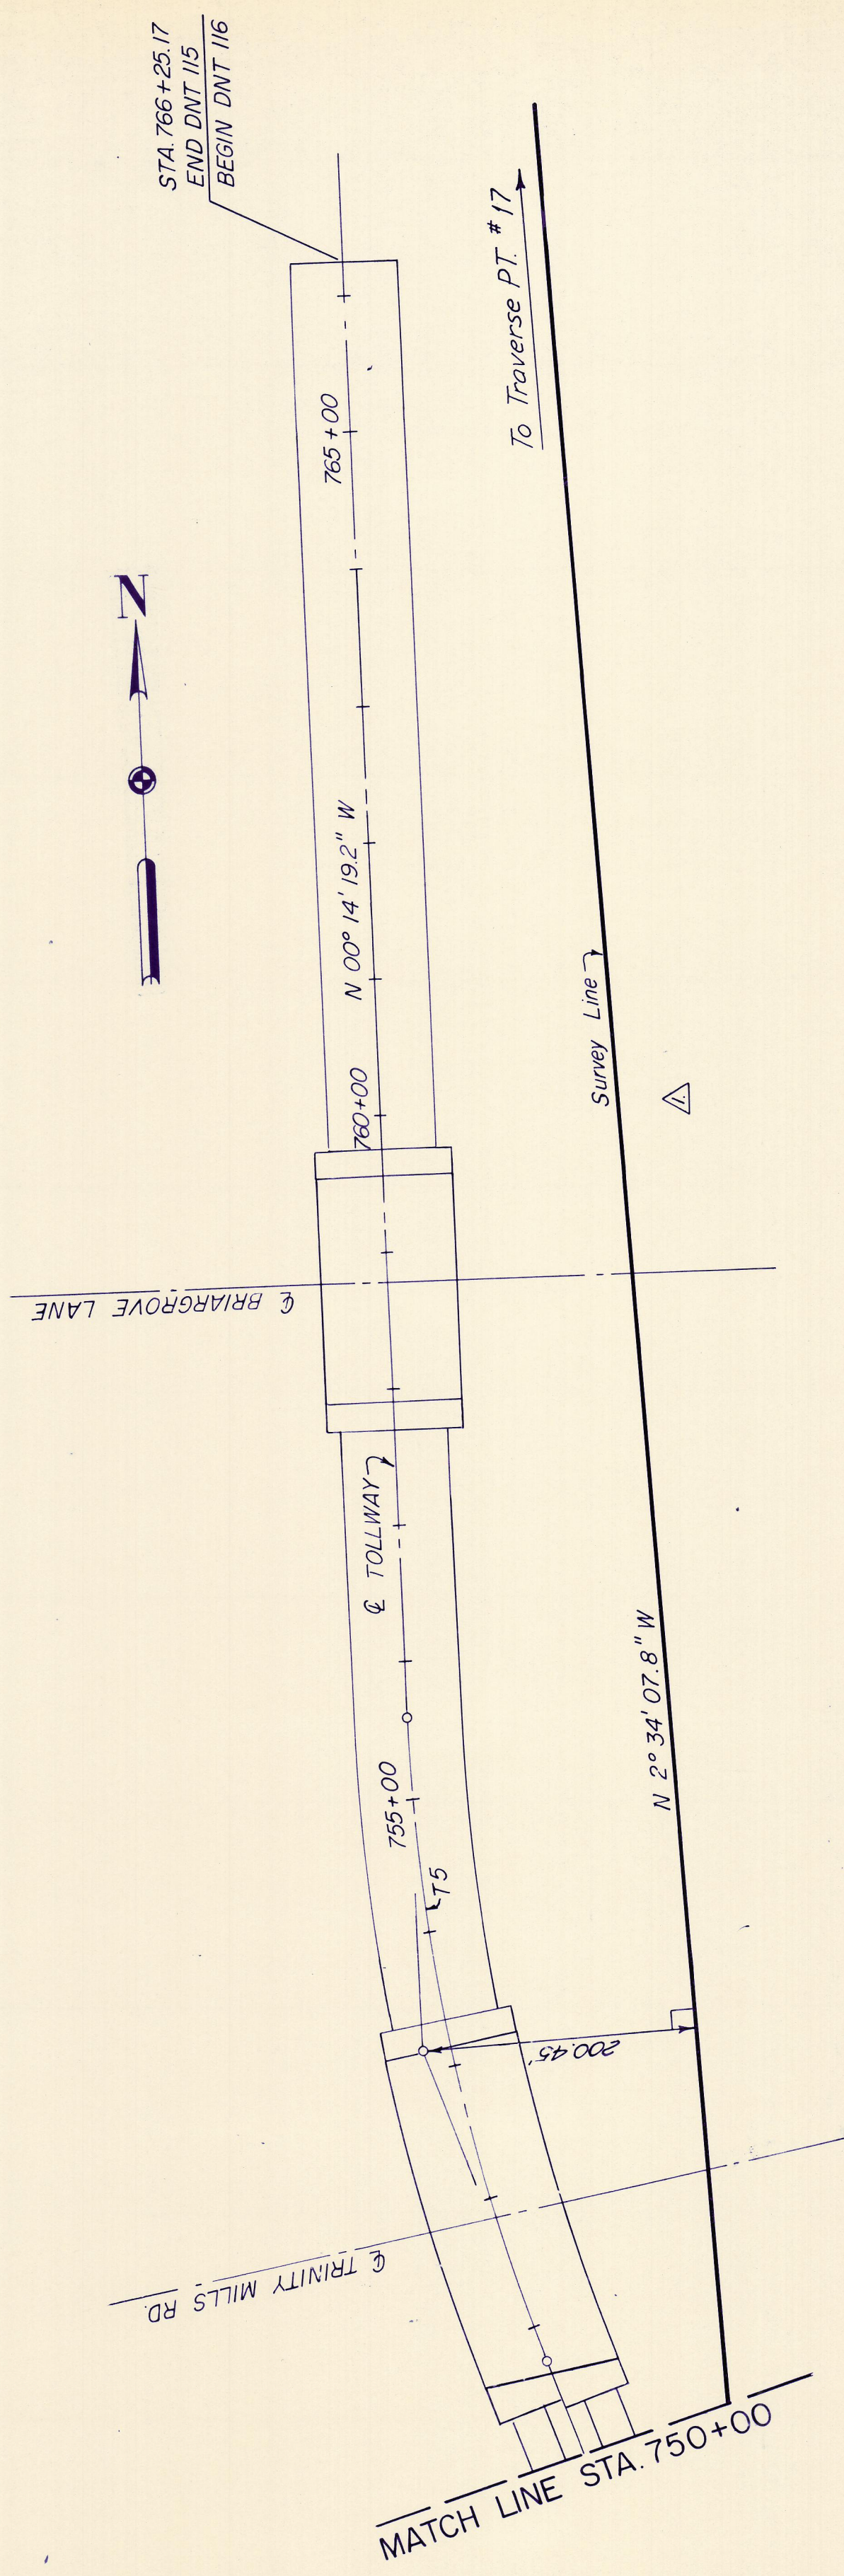 STA. 766+25.17
END DNT 115
BEGIN DNT 116
To Traverse PT. #17
765+00
N
N 00° 14' 19.2" W
Survey Line
760+00
1.
℄ BRIARGROVE LANE
℄ TOLLWAY
N 2° 34' 07.8" W
755+00
T5
200.45'
℄ TRINITY MILLS RD.
MATCH LINE STA. 750+00